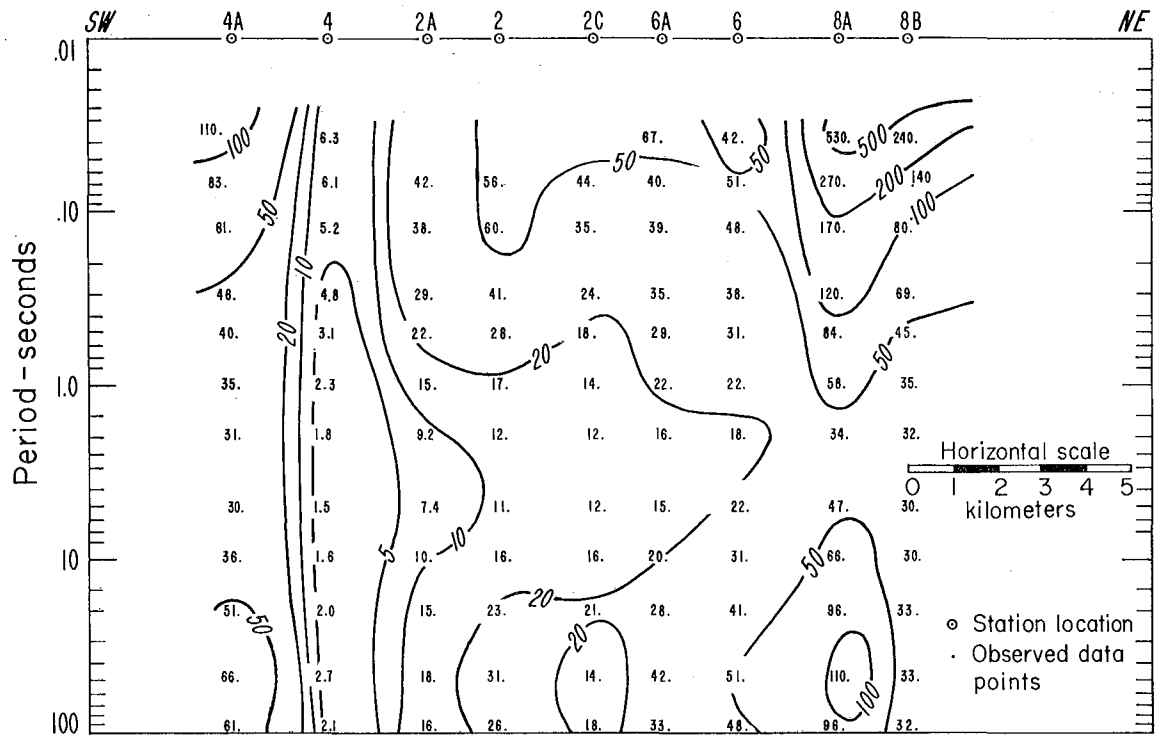 SW 4A 4 2A 2 2C 6A 6 8A 8B NE
.01
110. 100 6.3 67. 42. 530. 500 240.
50 50
83. 6.1 42. 56. 44. 40. 51. 270. 200 140
.10 50 100
81. 5.2 38. 60. 35. 39. 48. 170. 80.
10
48. 4.8 29. 41. 24. 35. 38. 120. 69.
40. 20 3.1 22. 28. 18. 29. 31. 84. 45.
20 50
1.0 35. 2.3 15. 17. 14. 22. 22. 56. 35.
31. 1.8 9.2 12. 12. 16. 18. 34. 32.
Horizontal scale
0 1 2 3 4 5
kilometers
30. 1.5 7.4 11. 12. 15. 22. 47. 30.
5 10
10 36. 1.6 10. 16. 16. 20. 31. 50 66. 30.
20
51. 50 2.0 15. 23. 21. 28. 41. 96. 33.
20
66. 2.7 18. 31. 14. 42. 51. 110. 33.
100
100 61. 2.1 16. 26. 18. 33. 48. 96. 32.
Station location
Observed data
points
Period-seconds